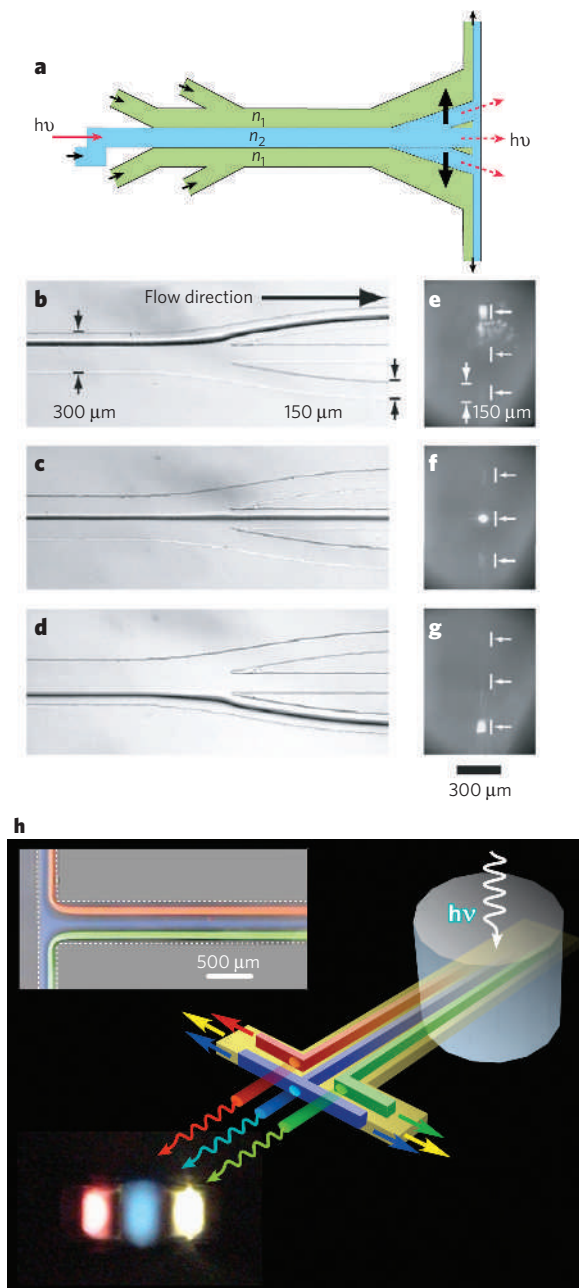 a
n1
hυ
n2
hυ
n1
b
Flow direction
e
300 µm
150 µm
150 µm
c
f
d
g
300 µm
h
hν
500 µm